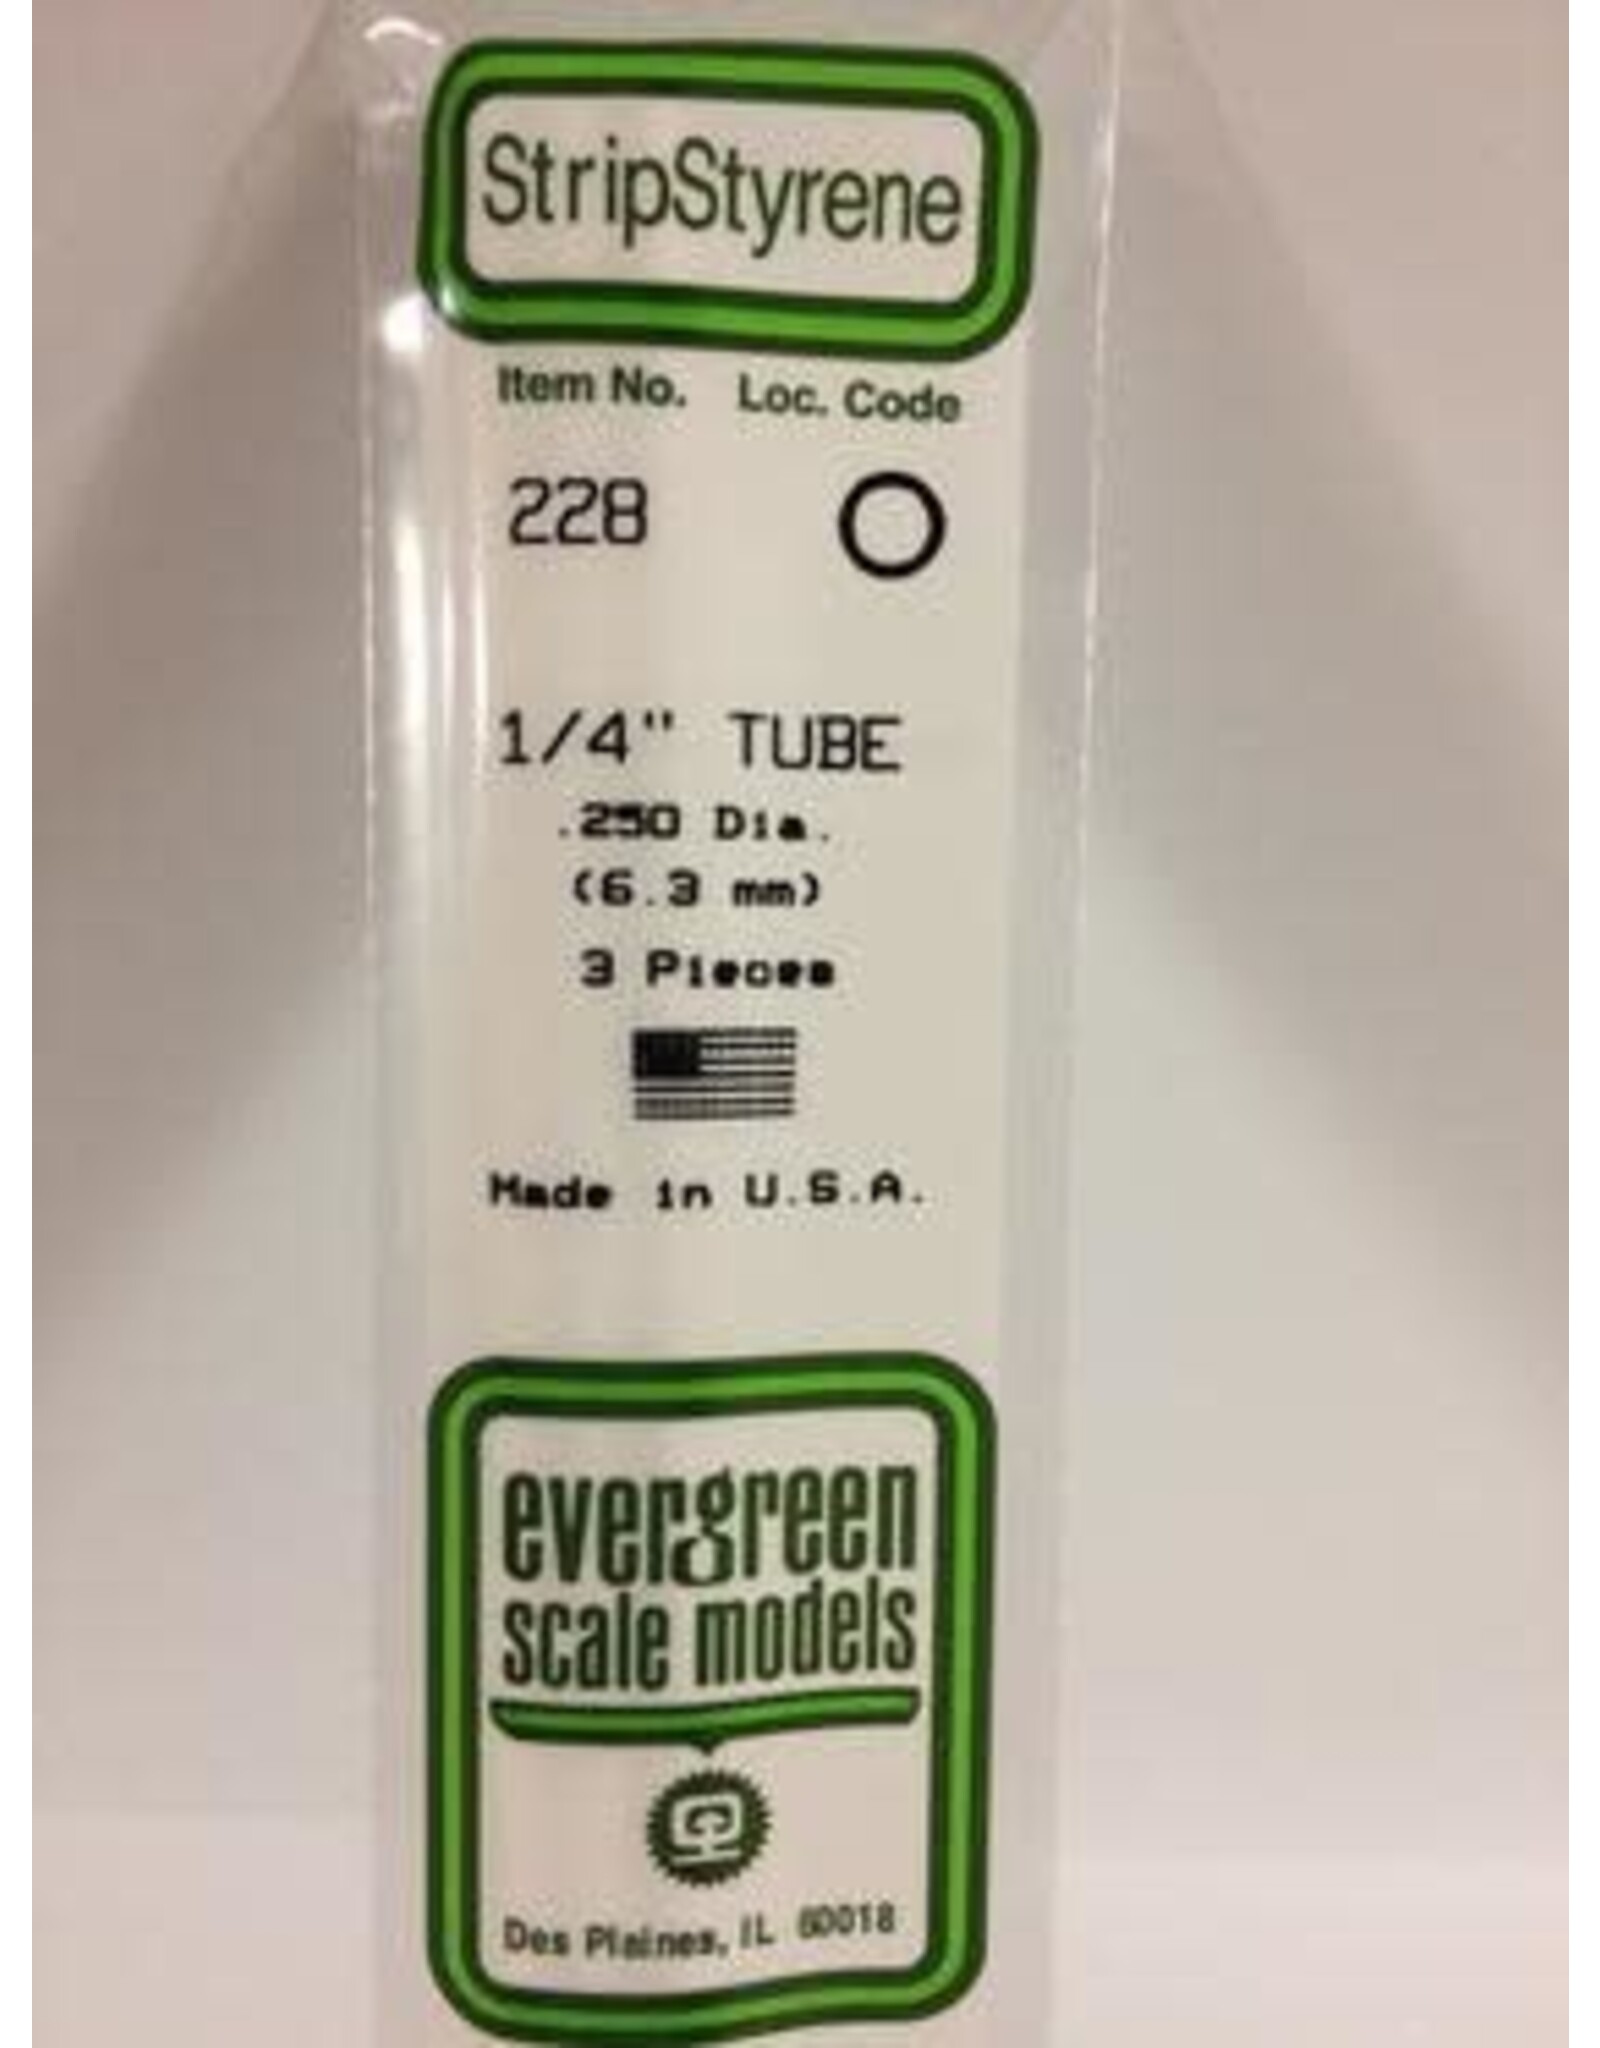 StripStyrene
Item No. Loc. Code
228
1/4" TUBE
.250 Dia.
(6.3 mm)
3 Pieces
Made in U.S.A.
evergreen
scale models
Des Plaines, IL 60018